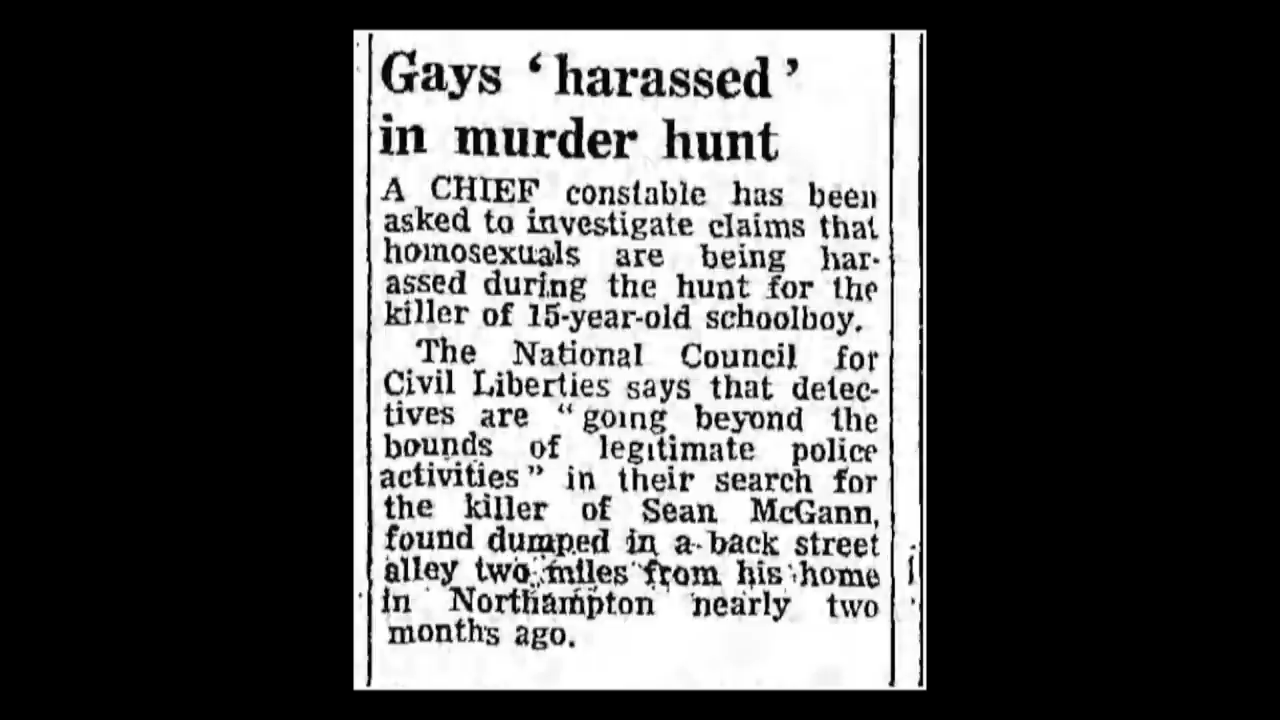 Gays ‘harassed’
in murder hunt
A CHIEF constable has been
asked to investigate claims that
homosexuals are being har-
assed during the hunt for the
killer of 15-year-old schoolboy.
The National Council for
Civil Liberties says that detec-
tives are “going beyond the
bounds of legitimate police
activities” in their search for
the killer of Sean McGann,
found dumped in a back street
alley two miles from his home
in Northampton nearly two
months ago.